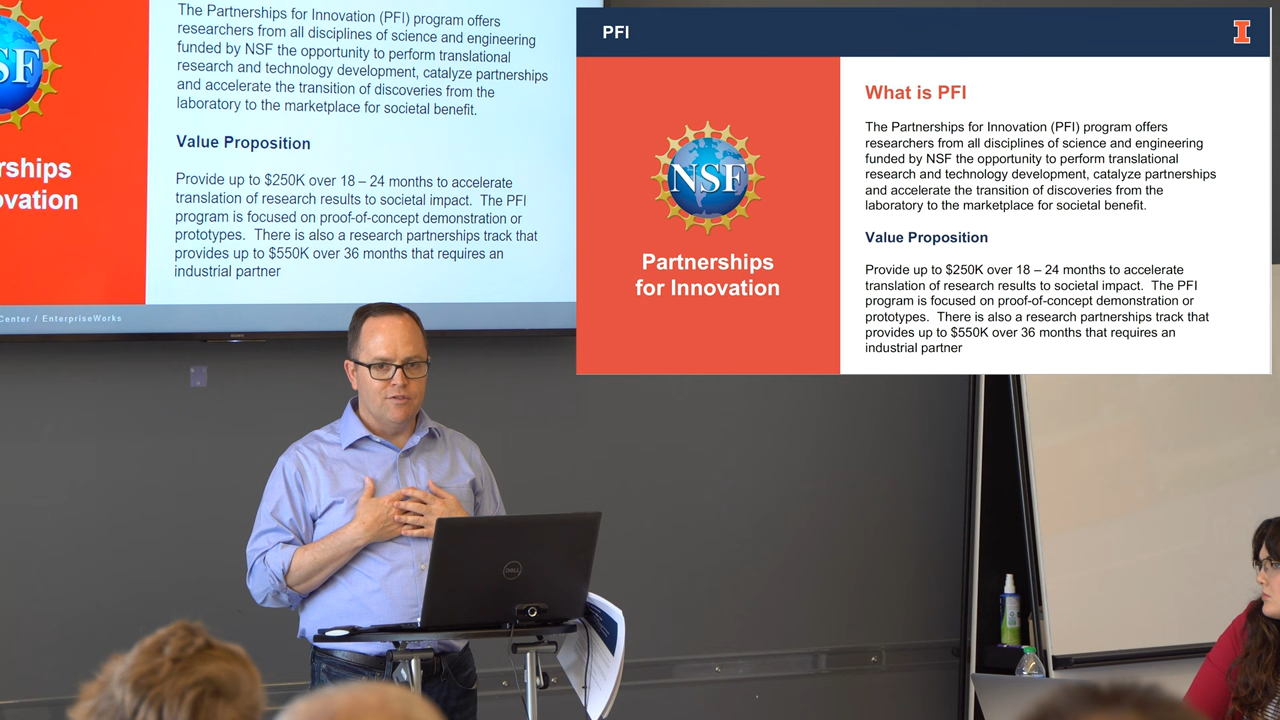 SF
rships
ovation
The Partnerships for Innovation (PFI) program offers
researchers from all disciplines of science and engineering
funded by NSF the opportunity to perform translational
research and technology development, catalyze partnerships
and accelerate the transition of discoveries from the
laboratory to the marketplace for societal benefit.
Value Proposition
Provide up to $250K over 18 – 24 months to accelerate
translation of research results to societal impact.  The PFI
program is focused on proof-of-concept demonstration or
prototypes.  There is also a research partnerships track that
provides up to $550K over 36 months that requires an
industrial partner
Center / EnterpriseWorks
PFI
I
NSF
Partnerships
for Innovation
What is PFI
The Partnerships for Innovation (PFI) program offers
researchers from all disciplines of science and engineering
funded by NSF the opportunity to perform translational
research and technology development, catalyze partnerships
and accelerate the transition of discoveries from the
laboratory to the marketplace for societal benefit.
Value Proposition
Provide up to $250K over 18 – 24 months to accelerate
translation of research results to societal impact.  The PFI
program is focused on proof-of-concept demonstration or
prototypes.  There is also a research partnerships track that
provides up to $550K over 36 months that requires an
industrial partner
DELL